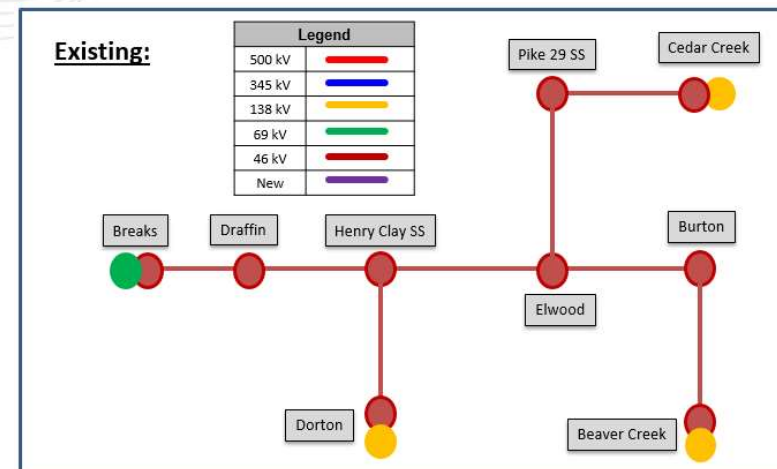 Existing:
Legend
500 kV
345 kV
138 kV
69 kV
46 kV
New
Pike 29 SS
Cedar Creek
Breaks
Draffin
Henry Clay SS
Burton
Elwood
Dorton
Beaver Creek